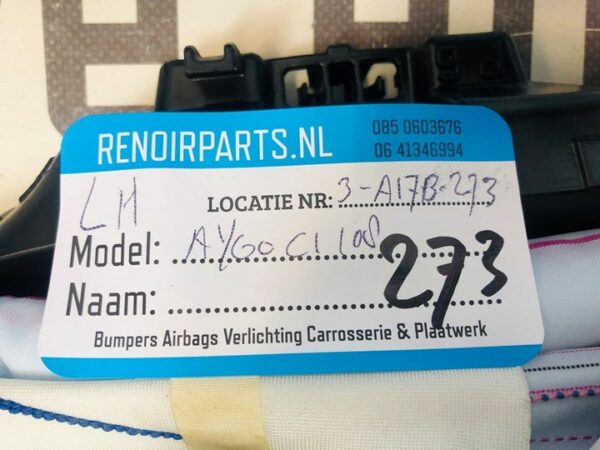 RENOIRPARTS.NL
085 0603676
06 41346994
LH
LOCATIE NR: 3-A17B-273
Model: AYGO C1 108
Naam:
273
Bumpers Airbags Verlichting Carrosserie & Plaatwerk